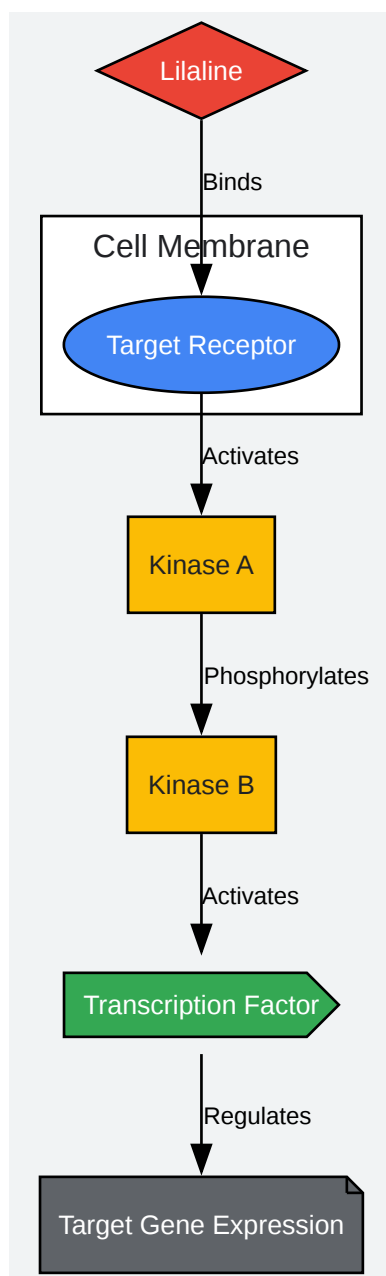 Lilaline
Binds
Cell Membrane
Target Receptor
Activates
Kinase A
Phosphorylates
Kinase B
Activates
Transcription Factor
Regulates
Target Gene Expression